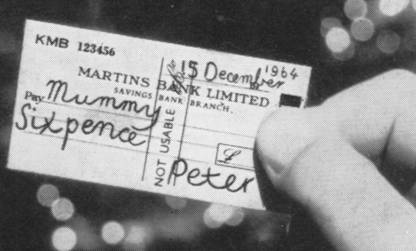 KMB 123456
15 December 1964
MARTINS BANK LIMITED
SAVINGS BANK BRANCH.
Pay Mummy
Sixpence
NOT USABLE
£
Peter